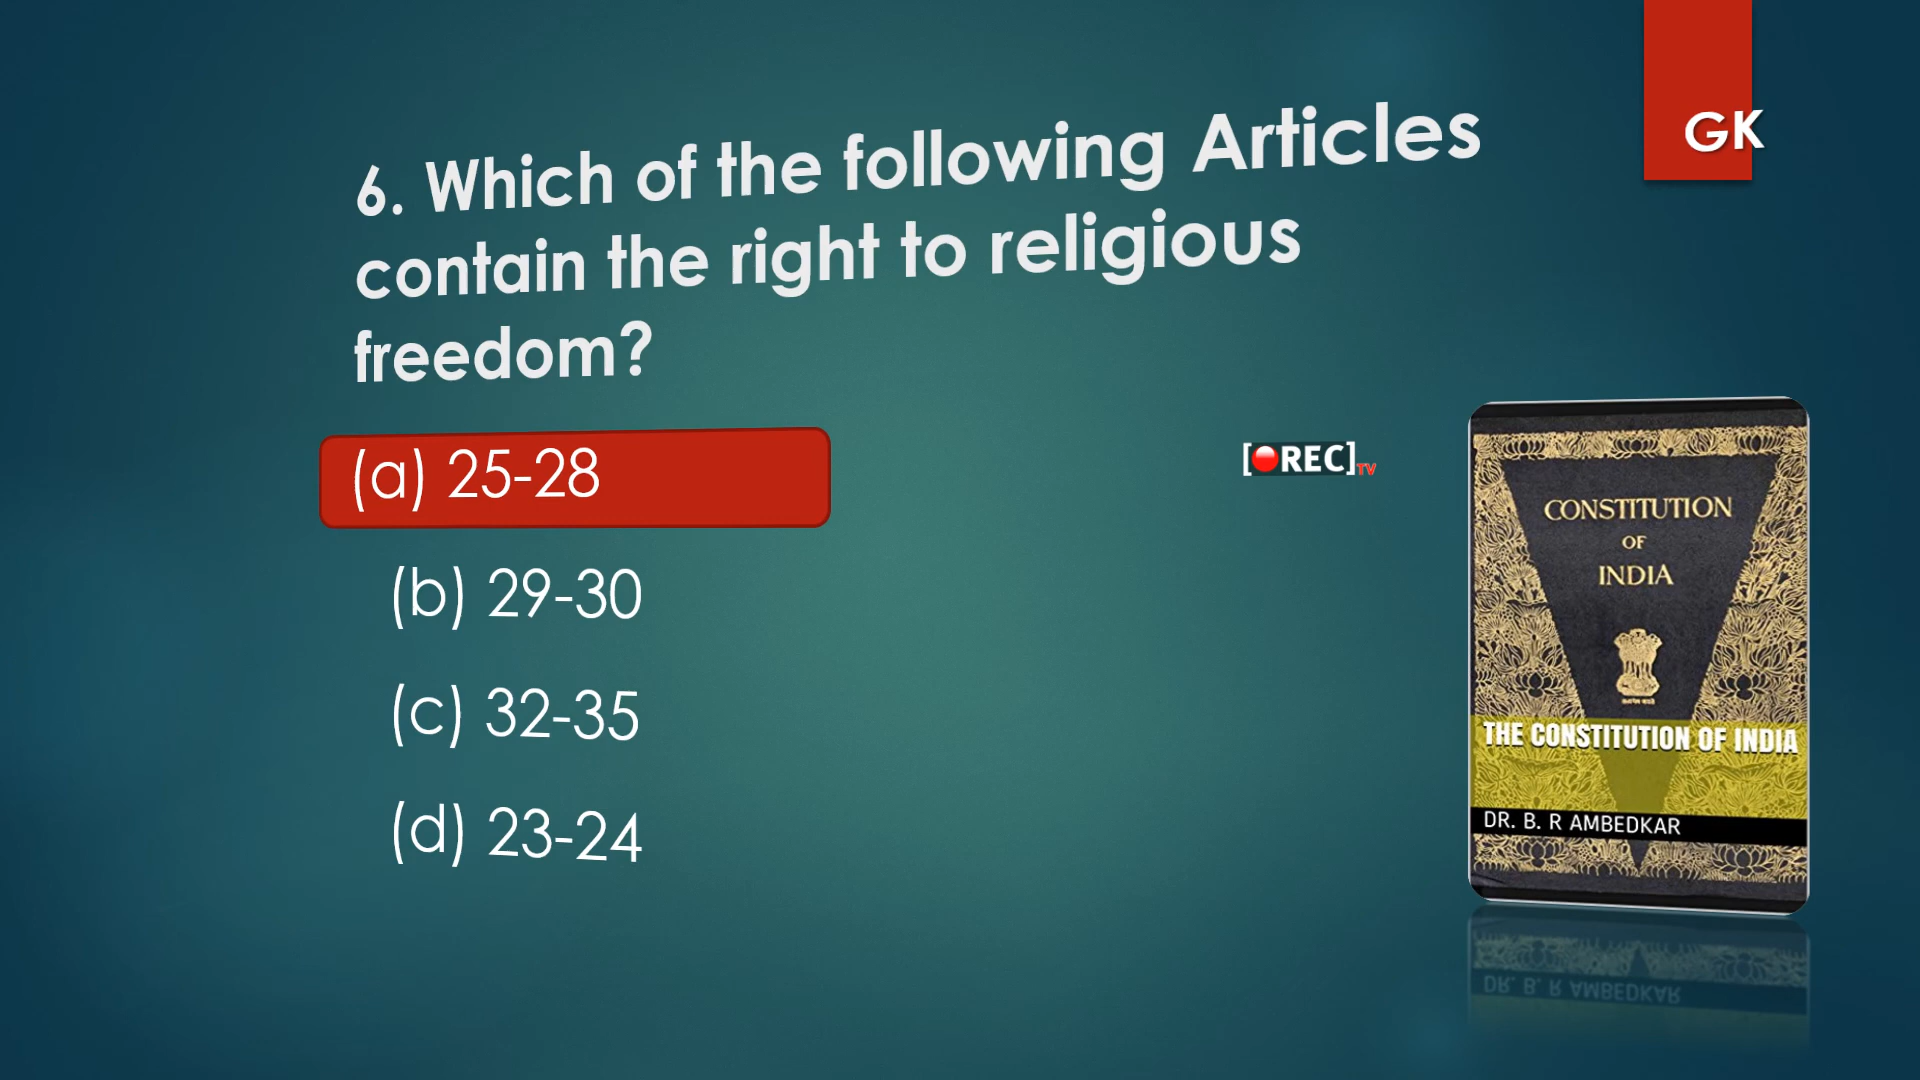 GK
6. Which of the following Articles
contain the right to religious
freedom?
(a) 25-28
(b) 29-30
(c) 32-35
(d) 23-24
[REC]TV
CONSTITUTION
OF
INDIA
THE CONSTITUTION OF INDIA
DR. B. R AMBEDKAR